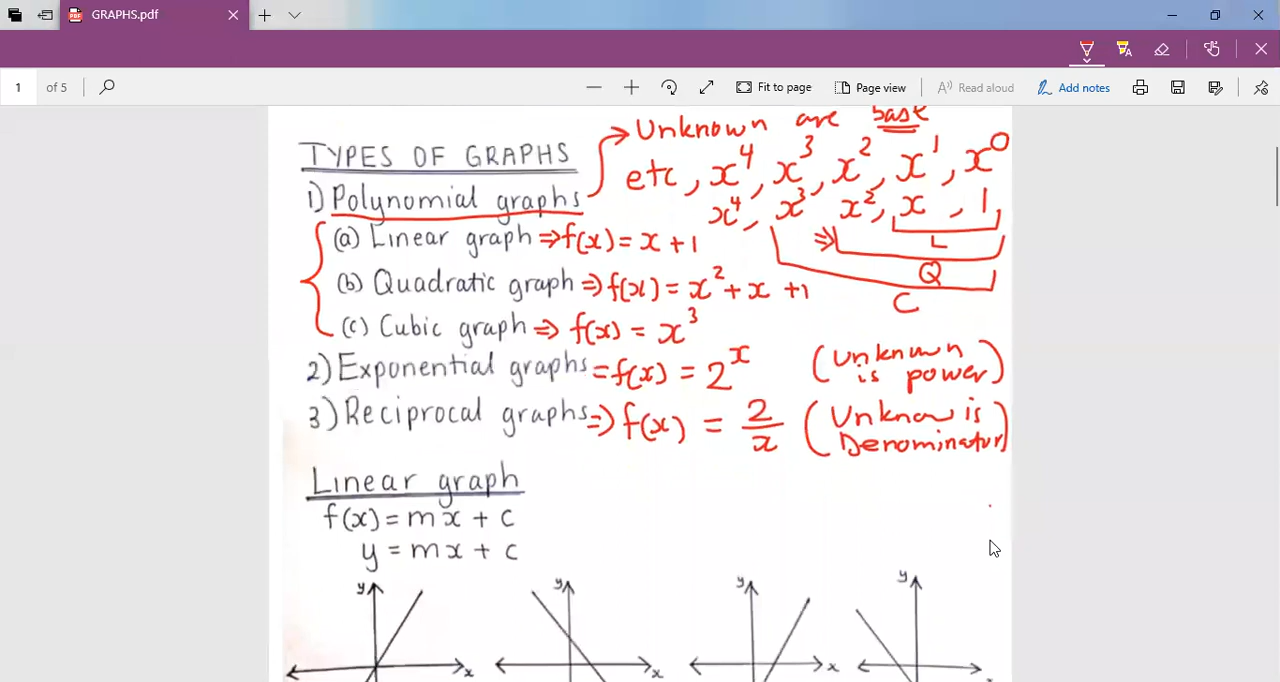 GRAPHS.pdf
1 of 5
Fit to page
Page view
Read aloud
Add notes
Unknown are base
TYPES OF GRAPHS
etc, x⁴, x³, x², x¹, x⁰
1) Polynomial graphs
x⁴, x³, x², x, 1,
(a) Linear graph ⇒ f(x) = x + 1
L
(b) Quadratic graph ⇒ f(x) = x² + x + 1
Q
C
(c) Cubic graph ⇒ f(x) = x³
2) Exponential graphs = f(x) = 2ˣ (Unknown is power)
3) Reciprocal graphs ⇒ f(x) = 2/x (Unknow is Denominator)
Linear graph
f(x) = mx + c
y = mx + c
y y y y
x x x x